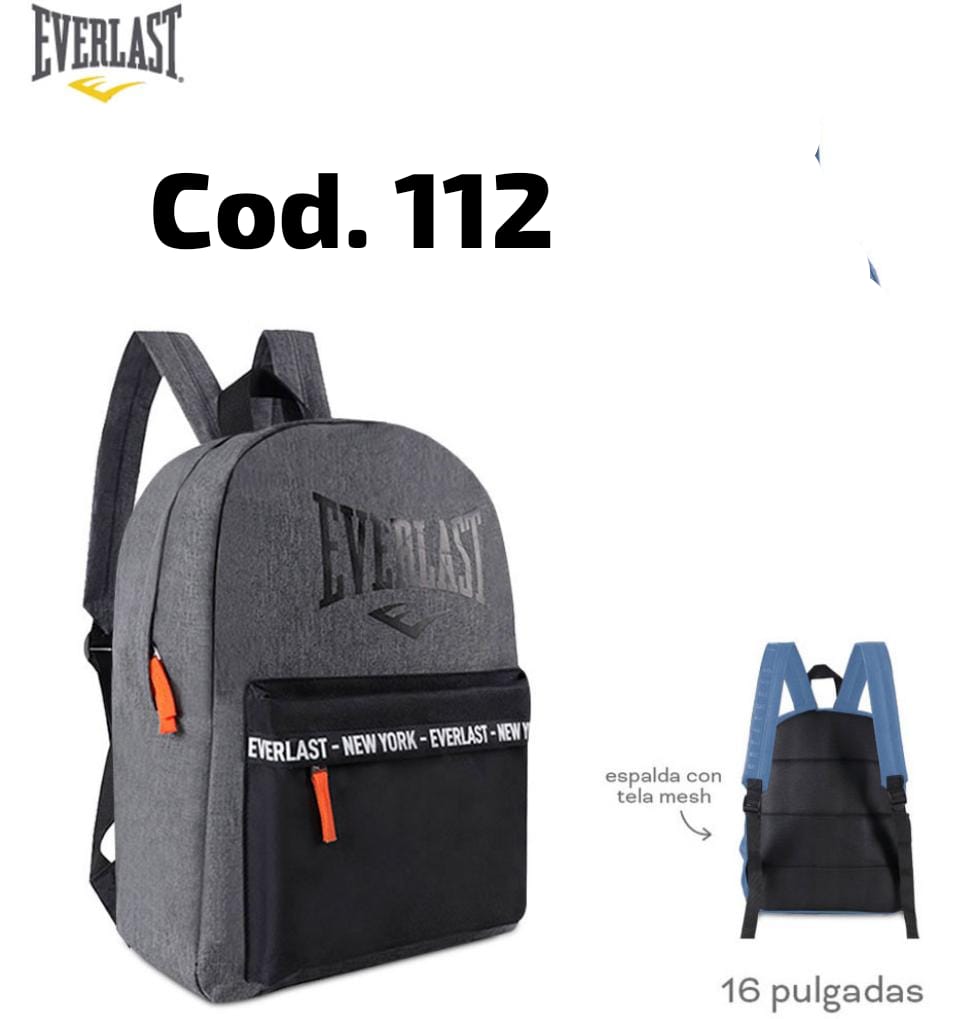 EVERLAST
Cod. 112
EVERLAST
EVERLAST - NEW YORK - EVERLAST - NEW Y
espalda con
tela mesh
16 pulgadas